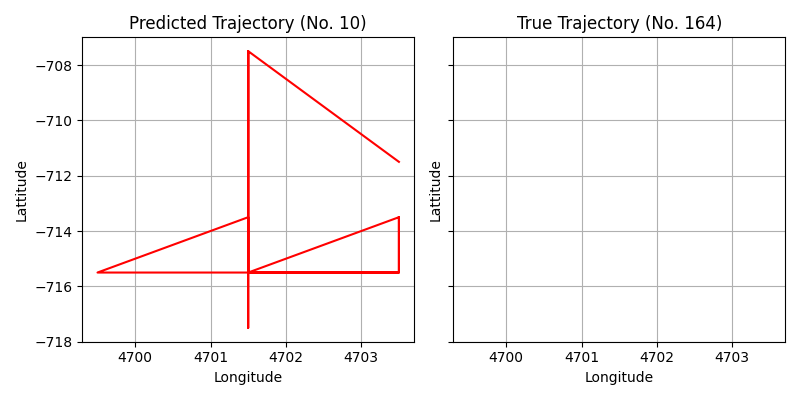 Predicted Trajectory (No. 10)
True Trajectory (No. 164)
Lattitude
−708
−710
−712
−714
−716
−718
4700 4701 4702 4703
Longitude
Lattitude
4700 4701 4702 4703
Longitude